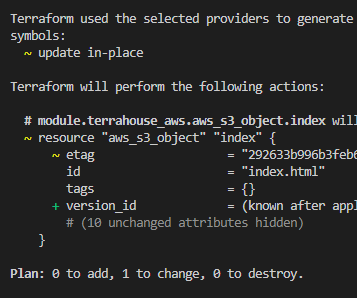 Terraform used the selected providers to generate
symbols:
~ update in-place
Terraform will perform the following actions:
# module.terrahouse_aws.aws_s3_object.index will
~ resource "aws_s3_object" "index" {
~ etag = "292633b996b3feb6
id = "index.html"
tags = {}
+ version_id = (known after appl
# (10 unchanged attributes hidden)
}
Plan: 0 to add, 1 to change, 0 to destroy.